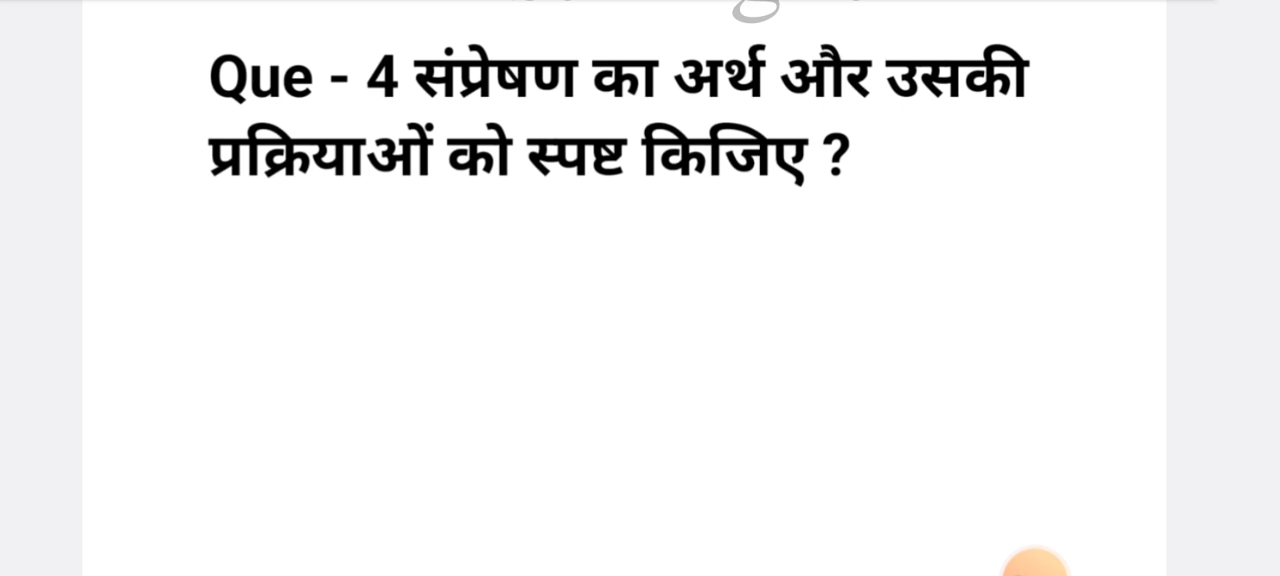 Que - 4 संप्रेषण का अर्थ और उसकी
प्रक्रियाओं को स्पष्ट किजिए ?